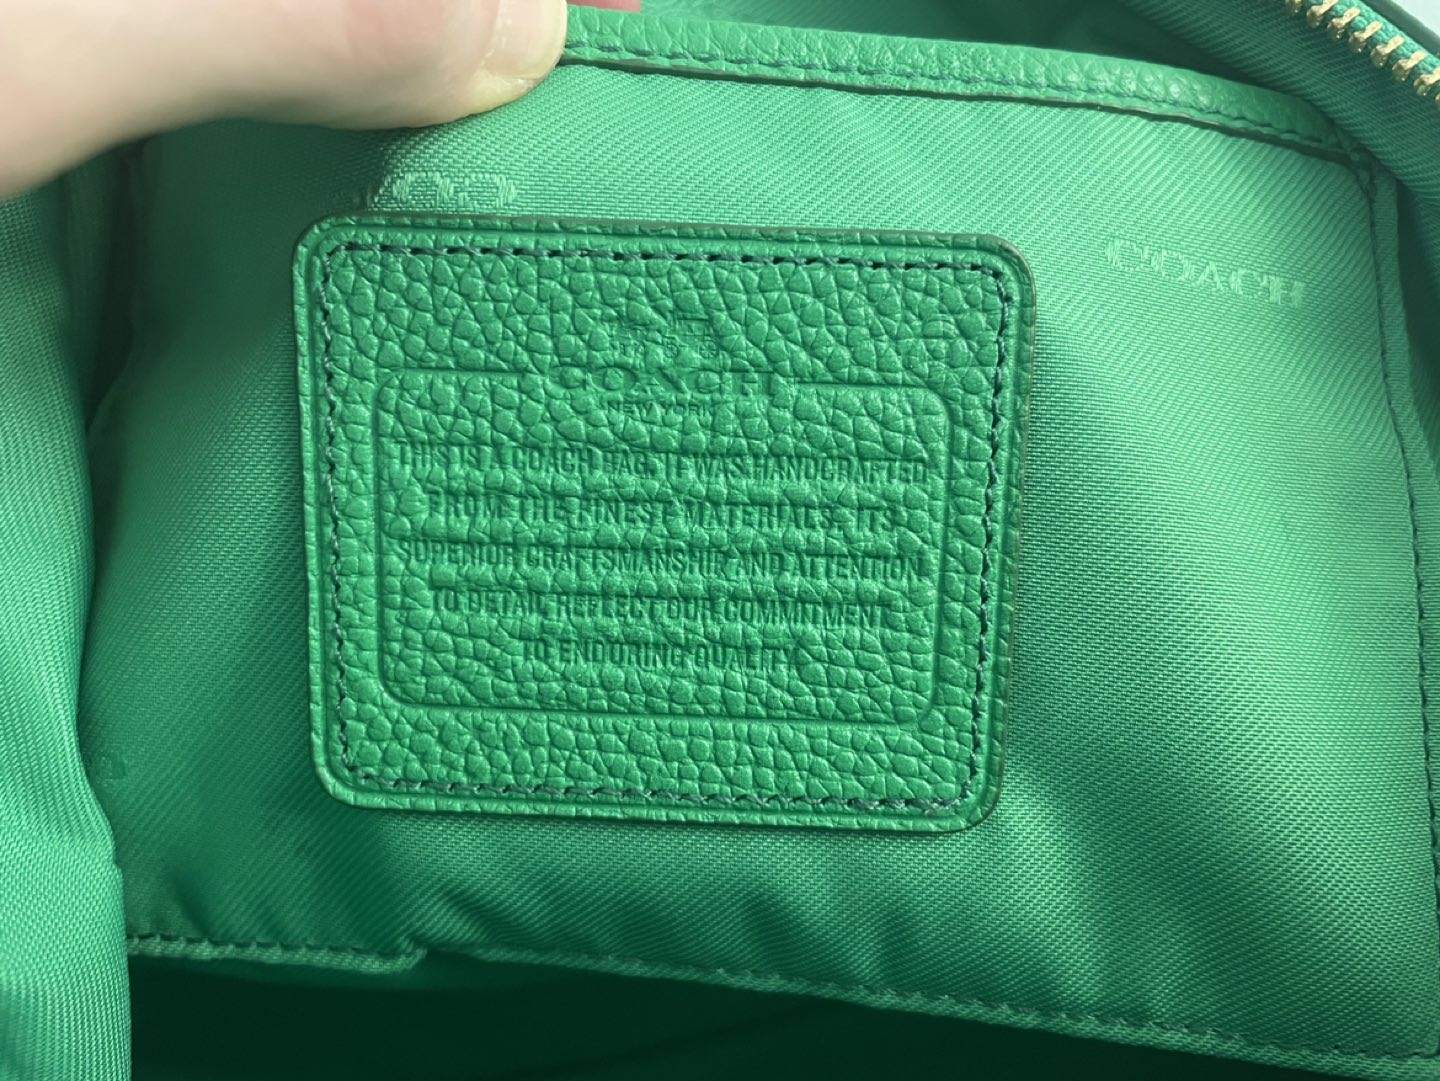 COACH
COACH
NEW YORK
THIS IS A COACH BAG. IT WAS HANDCRAFTED
FROM THE FINEST MATERIALS. ITS
SUPERIOR CRAFTSMANSHIP AND ATTENTION
TO DETAIL REFLECT OUR COMMITMENT
TO ENDURING QUALITY.